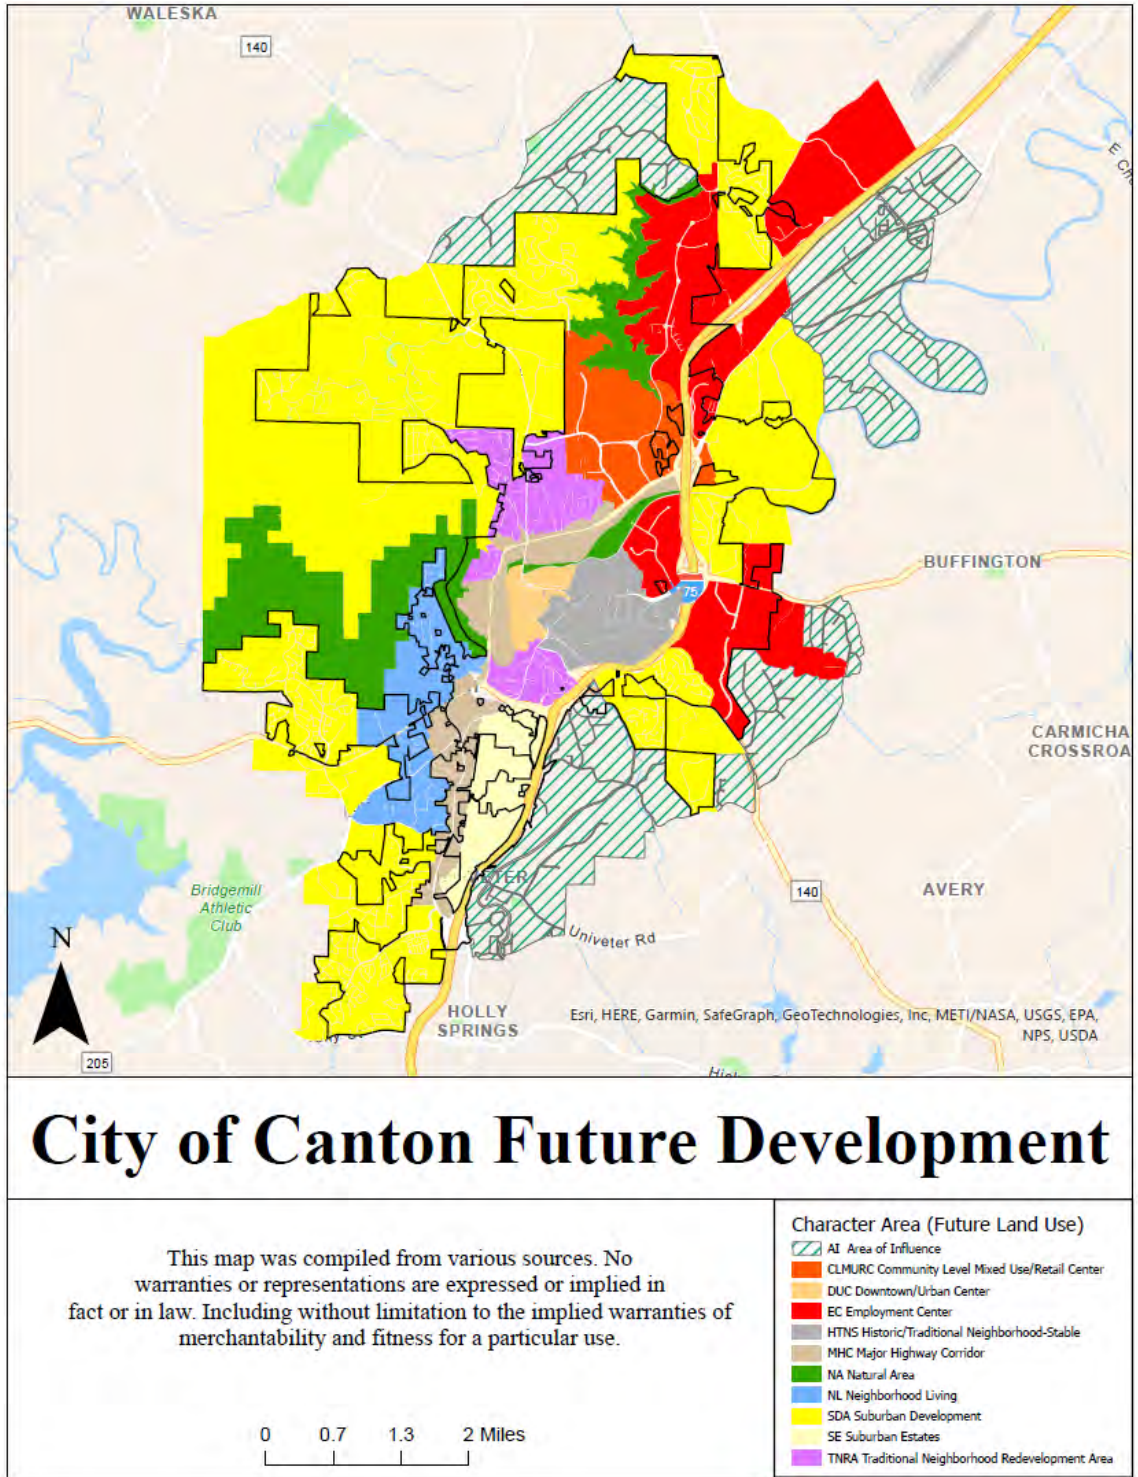 WALESKA
140
E Ch
BUFFINGTON
75
CARMICHA
CROSSROA
ETER
140
AVERY
Bridgemill
Athletic
Club
Univeter Rd
N
HOLLY
SPRINGS
Esri, HERE, Garmin, SafeGraph, GeoTechnologies, Inc, METI/NASA, USGS, EPA,
NPS, USDA
205
City of Canton Future Development
This map was compiled from various sources. No
warranties or representations are expressed or implied in
fact or in law. Including without limitation to the implied warranties of
merchantability and fitness for a particular use.
0 0.7 1.3 2 Miles
Character Area (Future Land Use)
AI Area of Influence
CLMURC Community Level Mixed Use/Retail Center
DUC Downtown/Urban Center
EC Employment Center
HTNS Historic/Traditional Neighborhood-Stable
MHC Major Highway Corridor
NA Natural Area
NL Neighborhood Living
SDA Suburban Development
SE Suburban Estates
TNRA Traditional Neighborhood Redevelopment Area